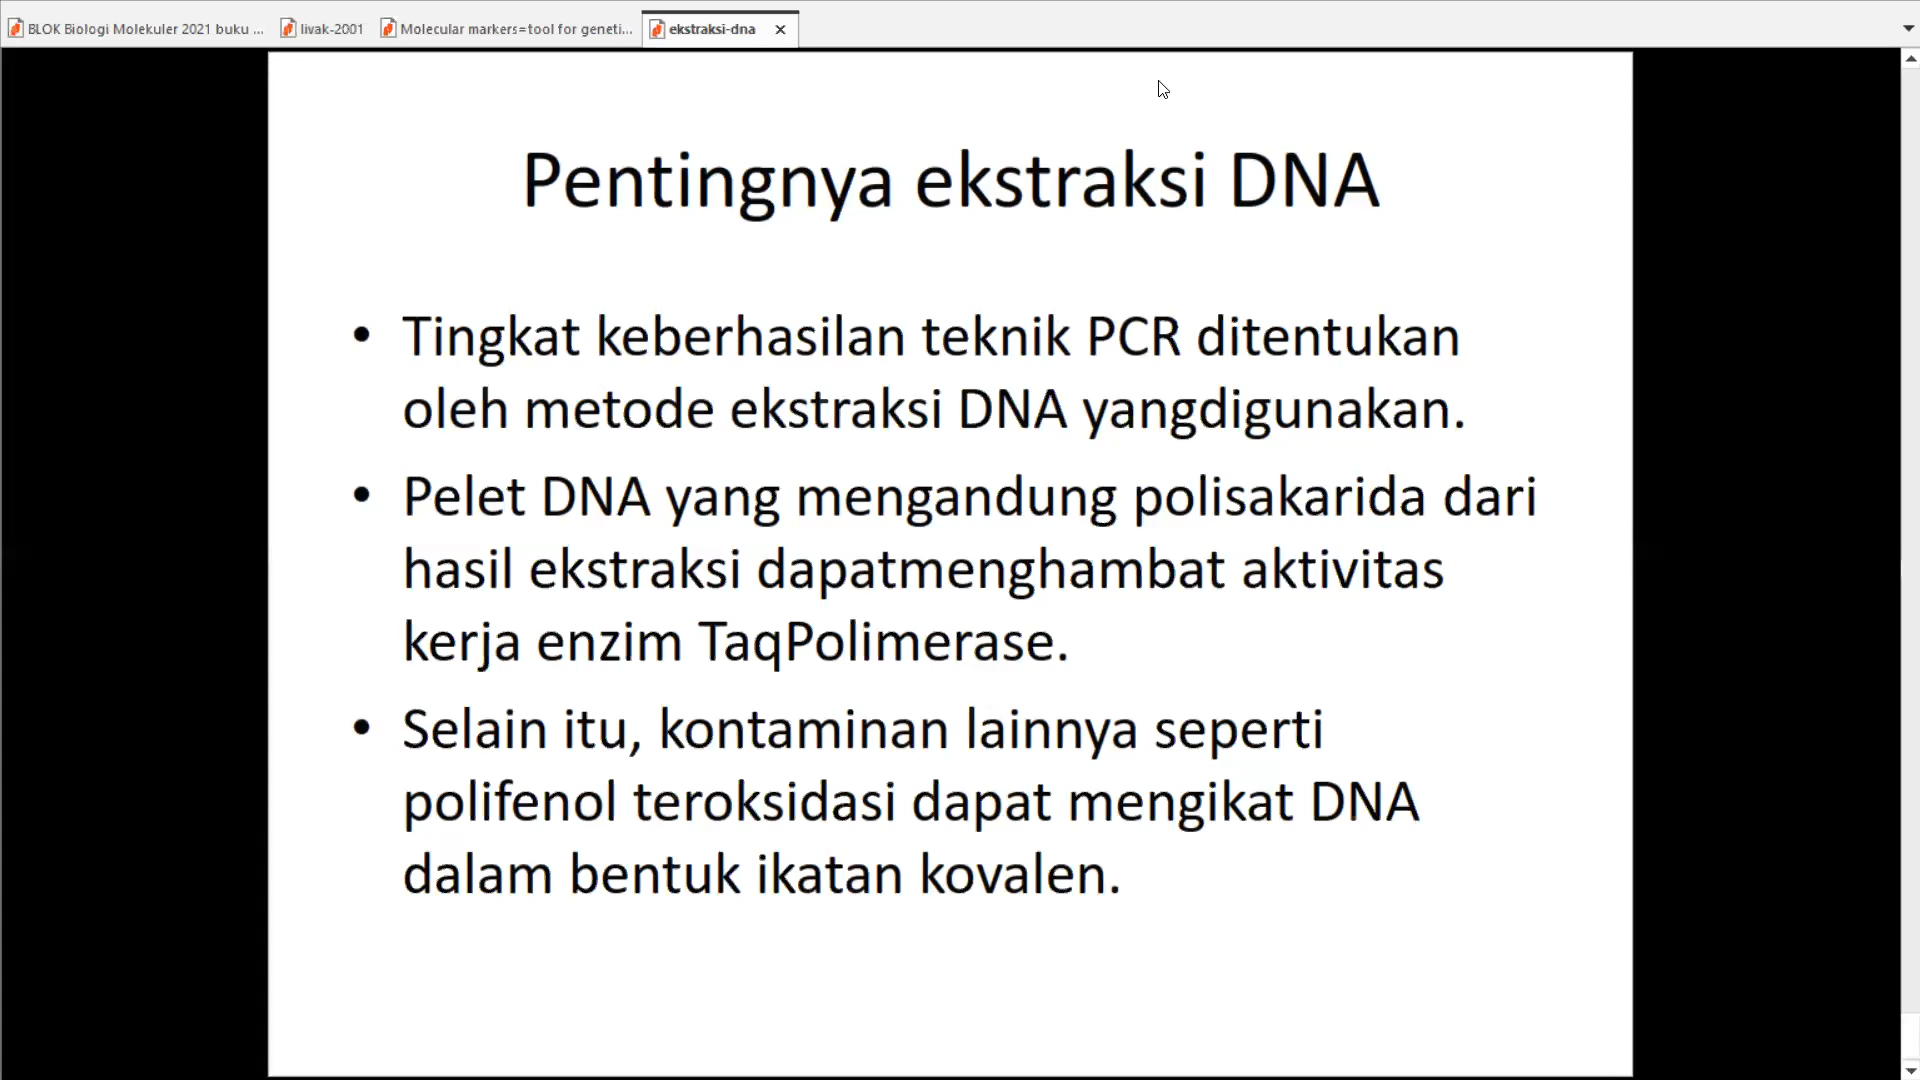 BLOK Biologi Molekuler 2021 buku ...
livak-2001
Molecular markers=tool for geneti...
ekstraksi-dna
Pentingnya ekstraksi DNA
• Tingkat keberhasilan teknik PCR ditentukan
oleh metode ekstraksi DNA yangdigunakan.
• Pelet DNA yang mengandung polisakarida dari
hasil ekstraksi dapatmenghambat aktivitas
kerja enzim TaqPolimerase.
• Selain itu, kontaminan lainnya seperti
polifenol teroksidasi dapat mengikat DNA
dalam bentuk ikatan kovalen.